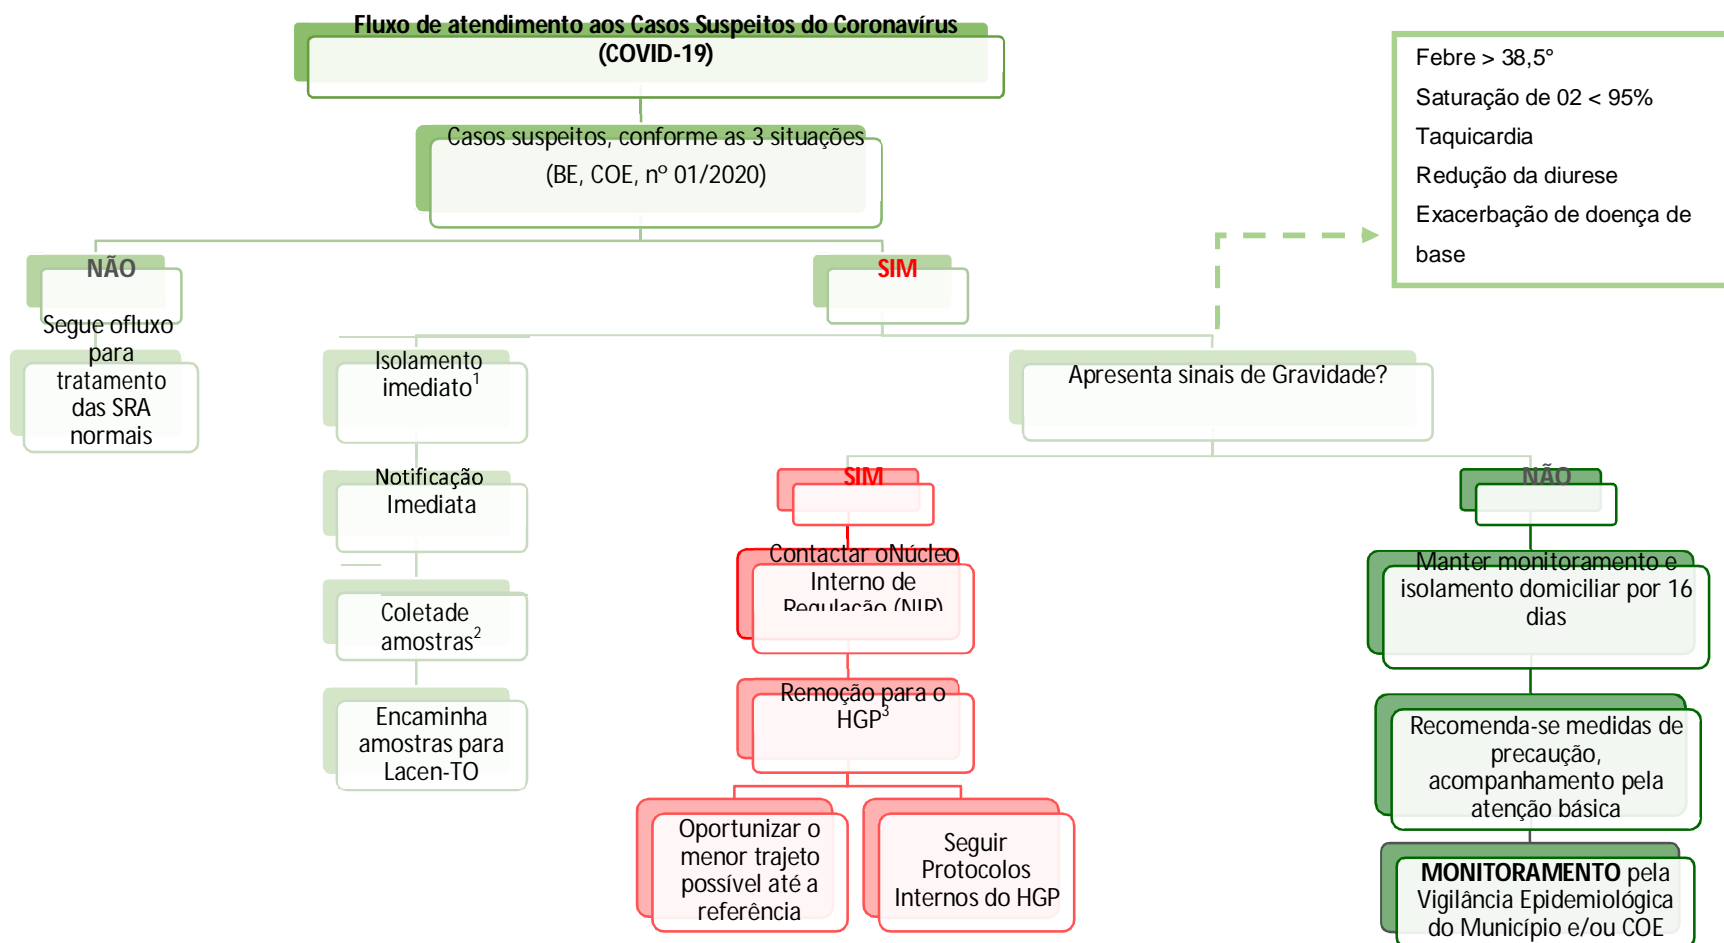 Fluxo de atendimento aos Casos Suspeitos do Coronavírus
(COVID-19)
Febre > 38,5°
Saturação de 02 < 95%
Taquicardia
Redução da diurese
Exacerbação de doença de
base
Casos suspeitos, conforme as 3 situações
(BE, COE, nº 01/2020)
NÃO
SIM
Segue ofluxo
para
tratamento
das SRA
normais
Isolamento
imediato¹
Apresenta sinais de Gravidade?
Notificação
Imediata
Coletade
amostras²
Encaminha
amostras para
Lacen-TO
SIM
Contactar oNúcleo
Interno de
Regulação (NIR)
Remoção para o
HGP³
Oportunizar o
menor trajeto
possível até a
referência
Seguir
Protocolos
Internos do HGP
NÃO
Manter monitoramento e
isolamento domiciliar por 16
dias
Recomenda-se medidas de
precaução,
acompanhamento pela
atenção básica
MONITORAMENTO pela
Vigilância Epidemiológica
do Município e/ou COE